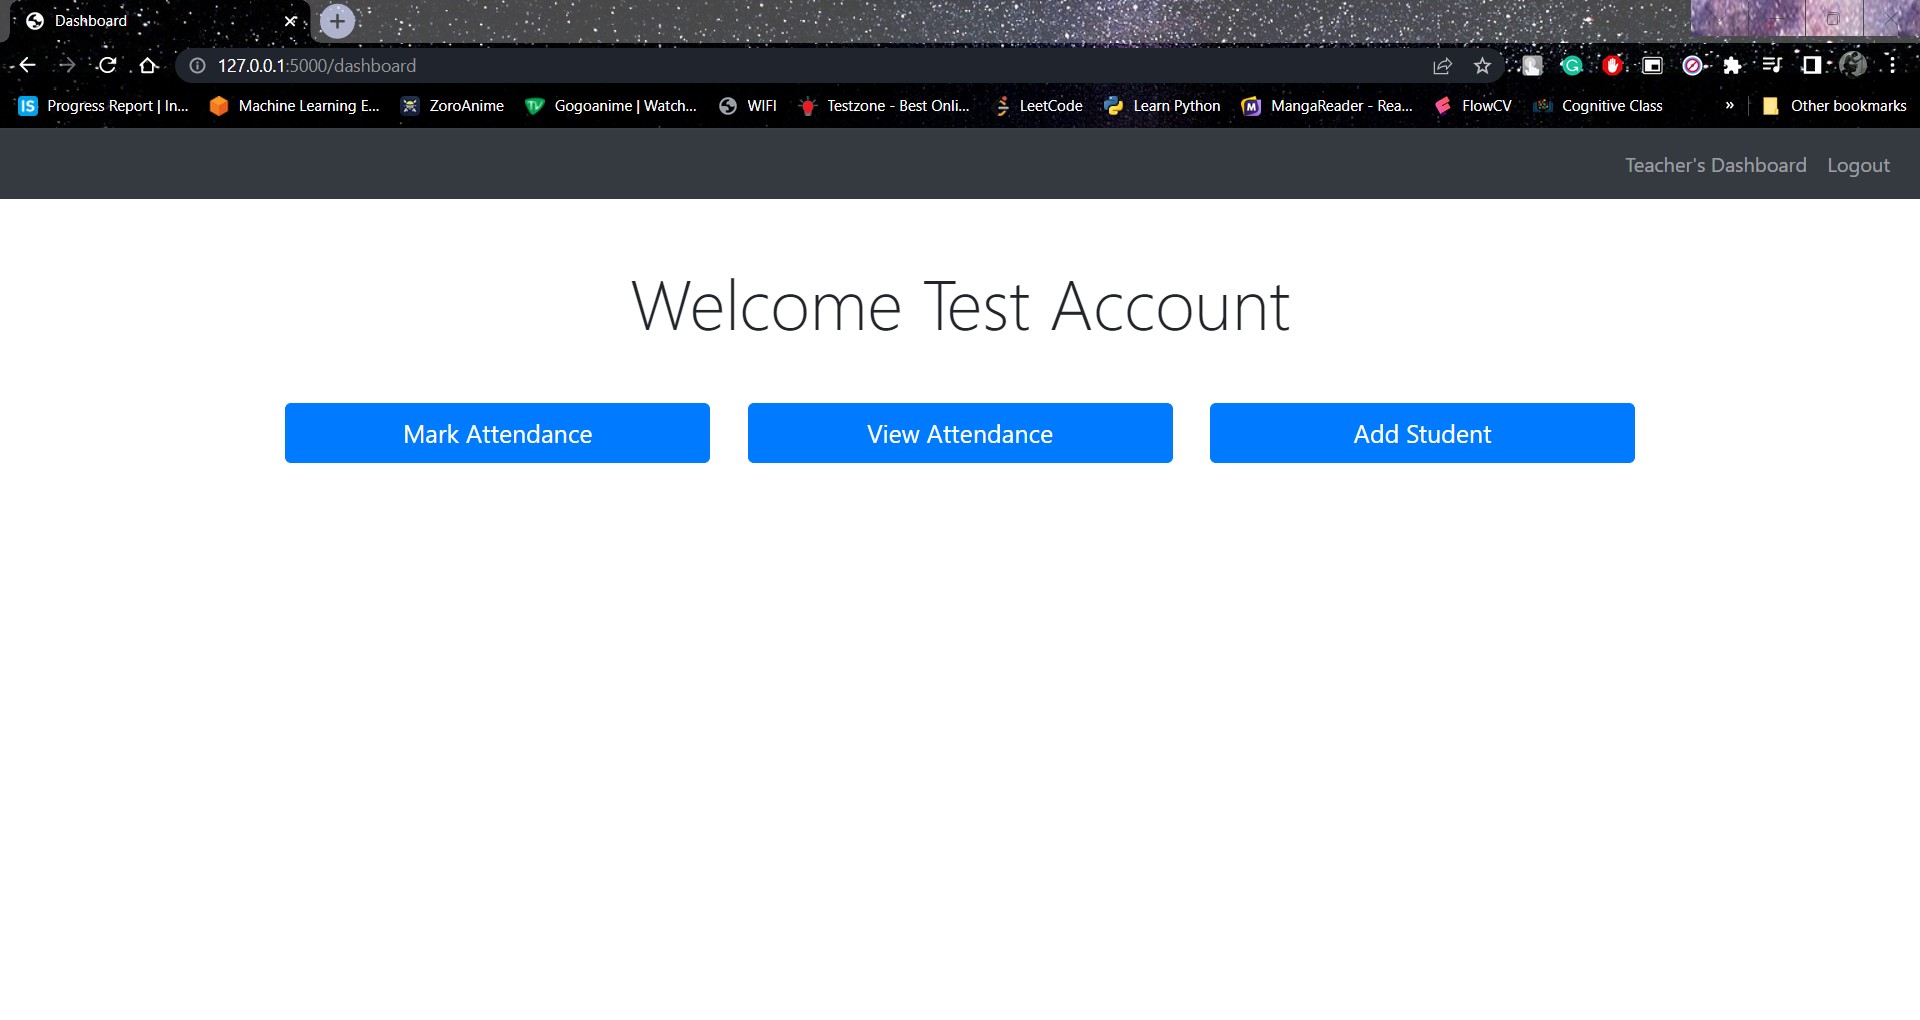 Dashboard
127.0.0.1:5000/dashboard
Progress Report | In... Machine Learning E... ZoroAnime Gogoanime | Watch... WIFI Testzone - Best Onli... LeetCode Learn Python MangaReader - Rea... FlowCV Cognitive Class » Other bookmarks
Teacher's Dashboard Logout
Welcome Test Account
Mark Attendance View Attendance Add Student